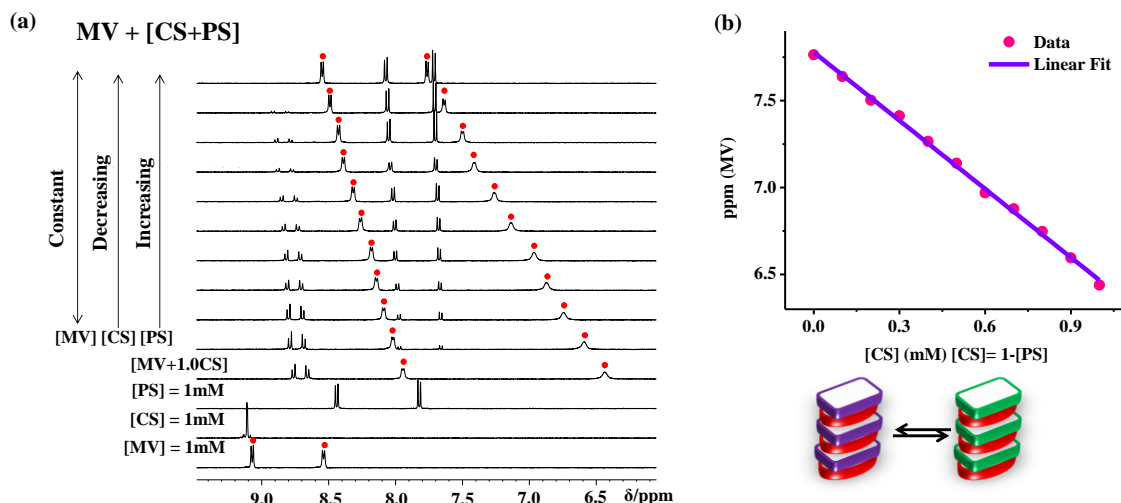 (a)
MV + [CS+PS]
Constant
Decreasing
Increasing
[MV] [CS] [PS]
[MV+1.0CS]
[PS] = 1mM
[CS] = 1mM
[MV] = 1mM
9.0 8.5 8.0 7.5 7.0 6.5 δ/ppm
(b)
Data
Linear Fit
ppm (MV)
7.5
7.0
6.5
0.0 0.3 0.6 0.9
[CS] (mM) [CS]= 1-[PS]